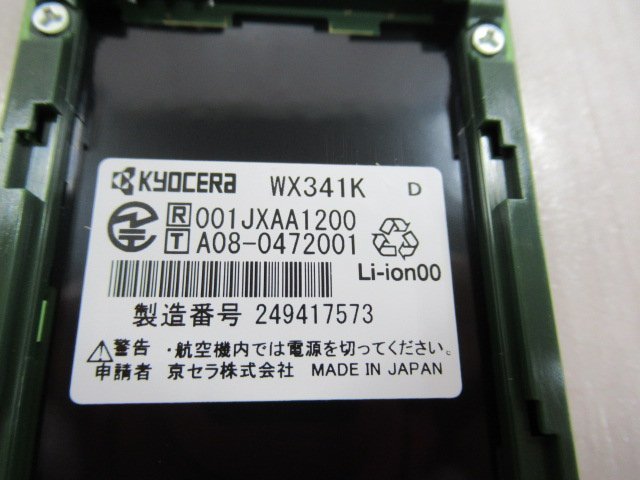 KYOCERA WX341K D
R 001JXAA1200
T A08-0472001
Li-ion00
製造番号 249417573
警告 ・航空機内では電源を切ってください。
申請者 京セラ株式会社 MADE IN JAPAN